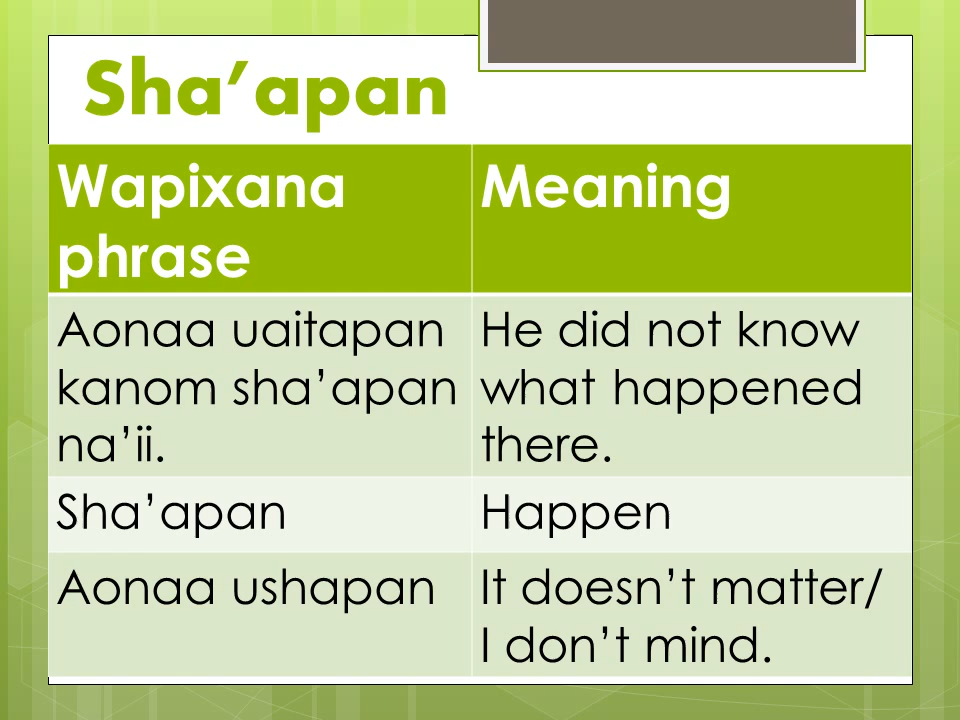 Sha’apan
Wapixana
phrase
Meaning
Aonaa uaitapan
kanom sha’apan
na’ii.
He did not know
what happened
there.
Sha’apan
Happen
Aonaa ushapan
It doesn’t matter/
I don’t mind.